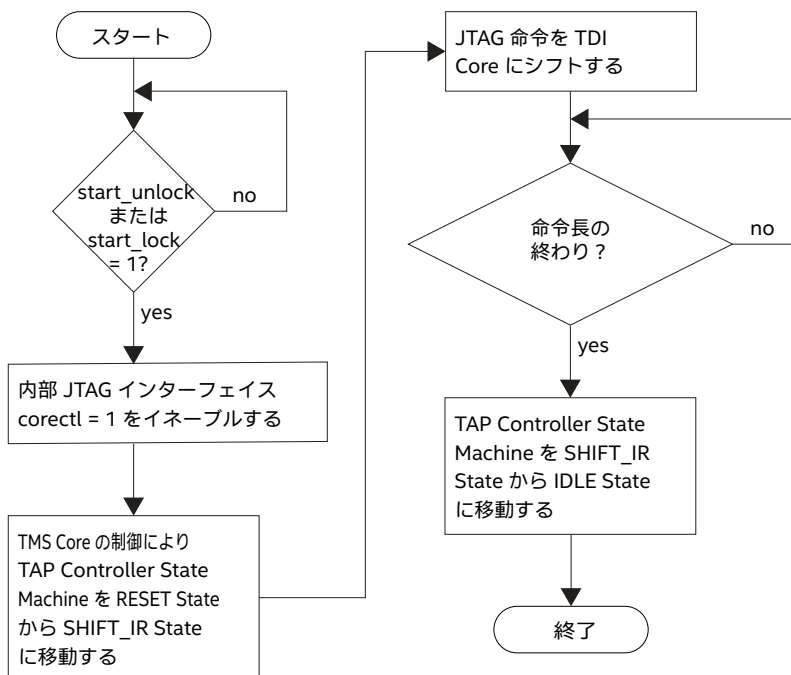 スタート
start_unlock
または
start_lock
= 1?
no
yes
内部 JTAG インターフェイス
corectl = 1 をイネーブルする
TMS Core の制御により
TAP Controller State
Machine を RESET State
から SHIFT_IR State
に移動する
JTAG 命令を TDI
Core にシフトする
命令長の
終わり ?
no
yes
TAP Controller State
Machine を SHIFT_IR
State から IDLE State
に移動する
終了